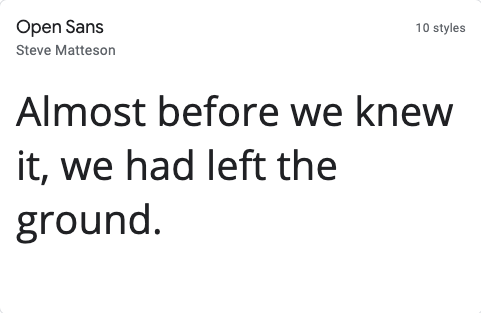 Open Sans
10 styles
Steve Matteson
Almost before we knew
it, we had left the
ground.